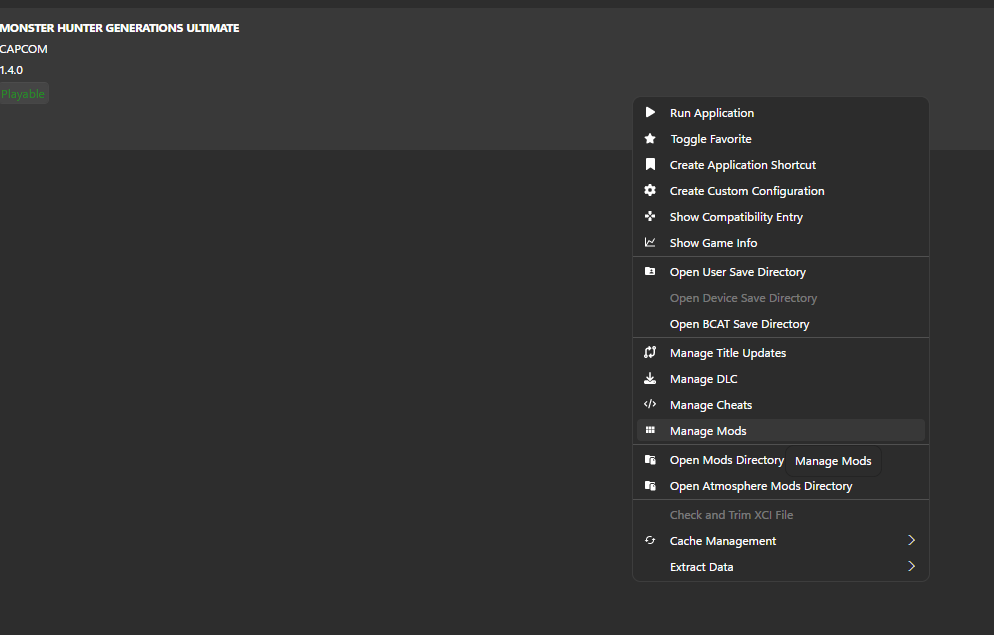 MONSTER HUNTER GENERATIONS ULTIMATE
CAPCOM
1.4.0
Playable
Run Application
Toggle Favorite
Create Application Shortcut
Create Custom Configuration
Show Compatibility Entry
Show Game Info
Open User Save Directory
Open Device Save Directory
Open BCAT Save Directory
Manage Title Updates
Manage DLC
Manage Cheats
Manage Mods
Open Mods Directory
Manage Mods
Open Atmosphere Mods Directory
Check and Trim XCI File
Cache Management
Extract Data